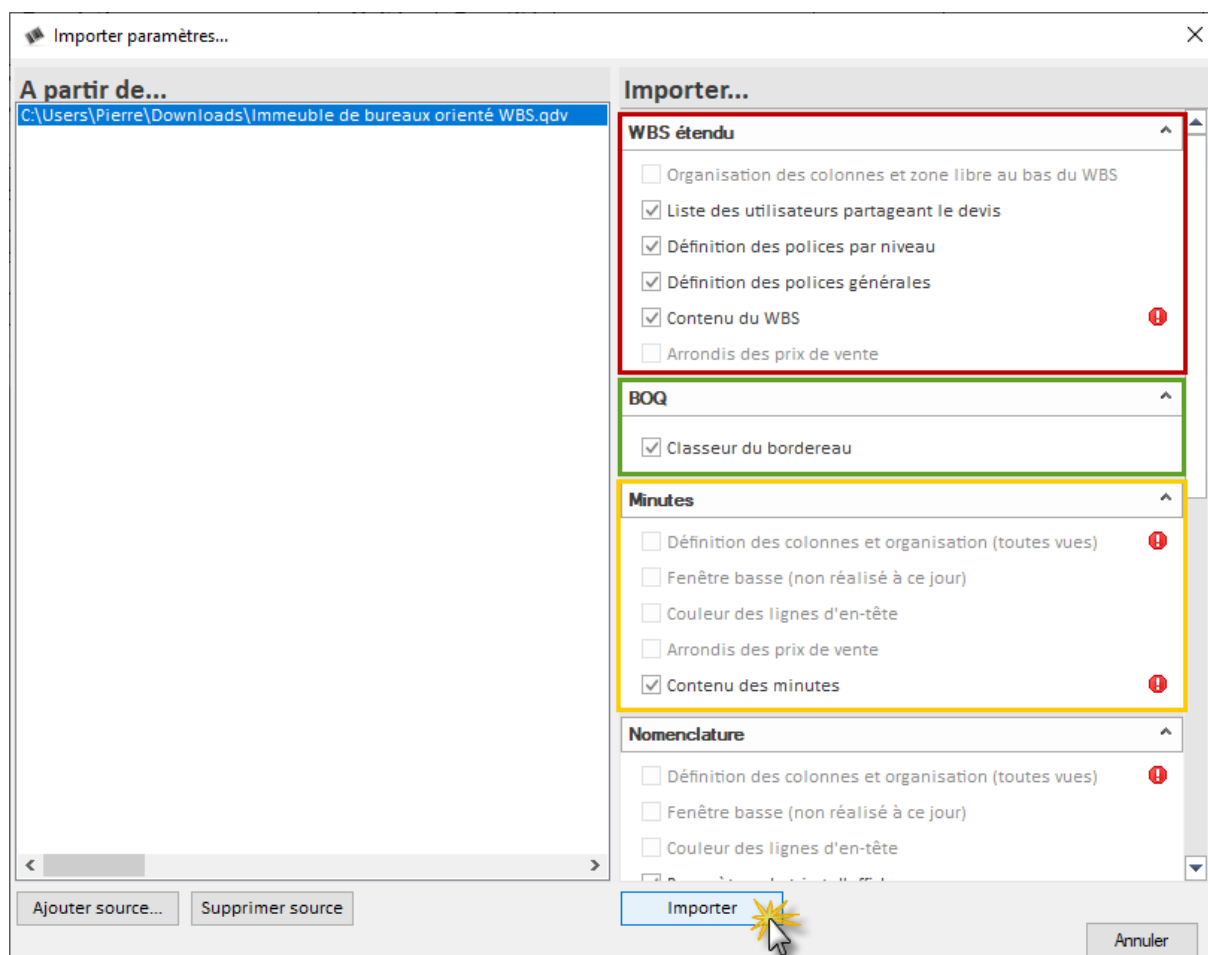 Importer paramètres...
A partir de...
C:\Users\Pierre\Downloads\Immeuble de bureaux orienté WBS.qdv
Importer...
WBS étendu
Organisation des colonnes et zone libre au bas du WBS
Liste des utilisateurs partageant le devis
Définition des polices par niveau
Définition des polices générales
Contenu du WBS
Arrondis des prix de vente
BOQ
Classeur du bordereau
Minutes
Définition des colonnes et organisation (toutes vues)
Fenêtre basse (non réalisé à ce jour)
Couleur des lignes d'en-tête
Arrondis des prix de vente
Contenu des minutes
Nomenclature
Définition des colonnes et organisation (toutes vues)
Fenêtre basse (non réalisé à ce jour)
Couleur des lignes d'en-tête
Ajouter source...
Supprimer source
Importer
Annuler